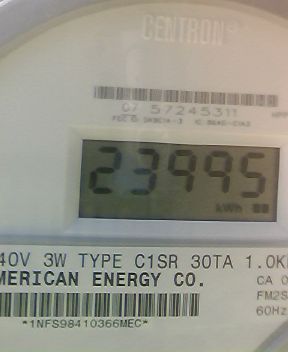 CENTRON®
07 57245311
23995
kWh
40V 3W TYPE C1SR 30TA 1.0K
MERICAN ENERGY CO.
CA 0
FM2S
60Hz
*1NFS98410366MEC*